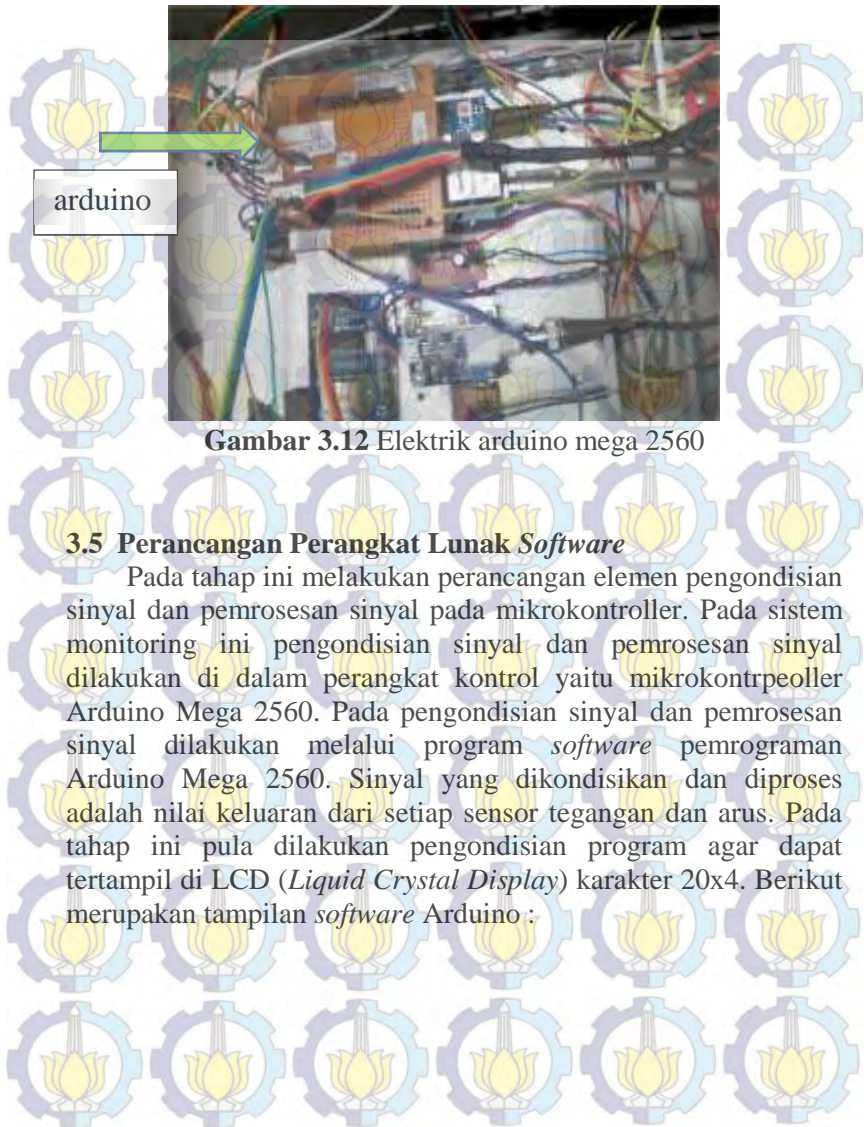 arduino
Gambar 3.12 Elektrik arduino mega 2560
3.5 Perancangan Perangkat Lunak Software
Pada tahap ini melakukan perancangan elemen pengondisian
sinyal dan pemrosesan sinyal pada mikrokontroller. Pada sistem
monitoring ini pengondisian sinyal dan pemrosesan sinyal
dilakukan di dalam perangkat kontrol yaitu mikrokontrpeoller
Arduino Mega 2560. Pada pengondisian sinyal dan pemrosesan
sinyal dilakukan melalui program software pemrograman
Arduino Mega 2560. Sinyal yang dikondisikan dan diproses
adalah nilai keluaran dari setiap sensor tegangan dan arus. Pada
tahap ini pula dilakukan pengondisian program agar dapat
tertampil di LCD (Liquid Crystal Display) karakter 20x4. Berikut
merupakan tampilan software Arduino :